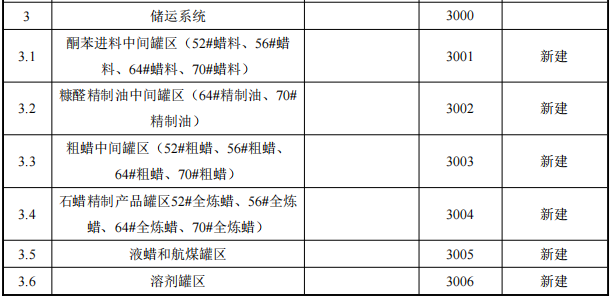 3 储运系统 3000
3.1 酮苯进料中间罐区（52#蜡料、56#蜡料、64#蜡料、70#蜡料） 3001 新建
3.2 糠醛精制油中间罐区（64#精制油、70#精制油） 3002 新建
3.3 粗蜡中间罐区（52#粗蜡、56#粗蜡、64#粗蜡、70#粗蜡） 3003 新建
3.4 石蜡精制产品罐区52#全炼蜡、56#全炼蜡、64#全炼蜡、70#全炼蜡） 3004 新建
3.5 液蜡和航煤罐区 3005 新建
3.6 溶剂罐区 3006 新建